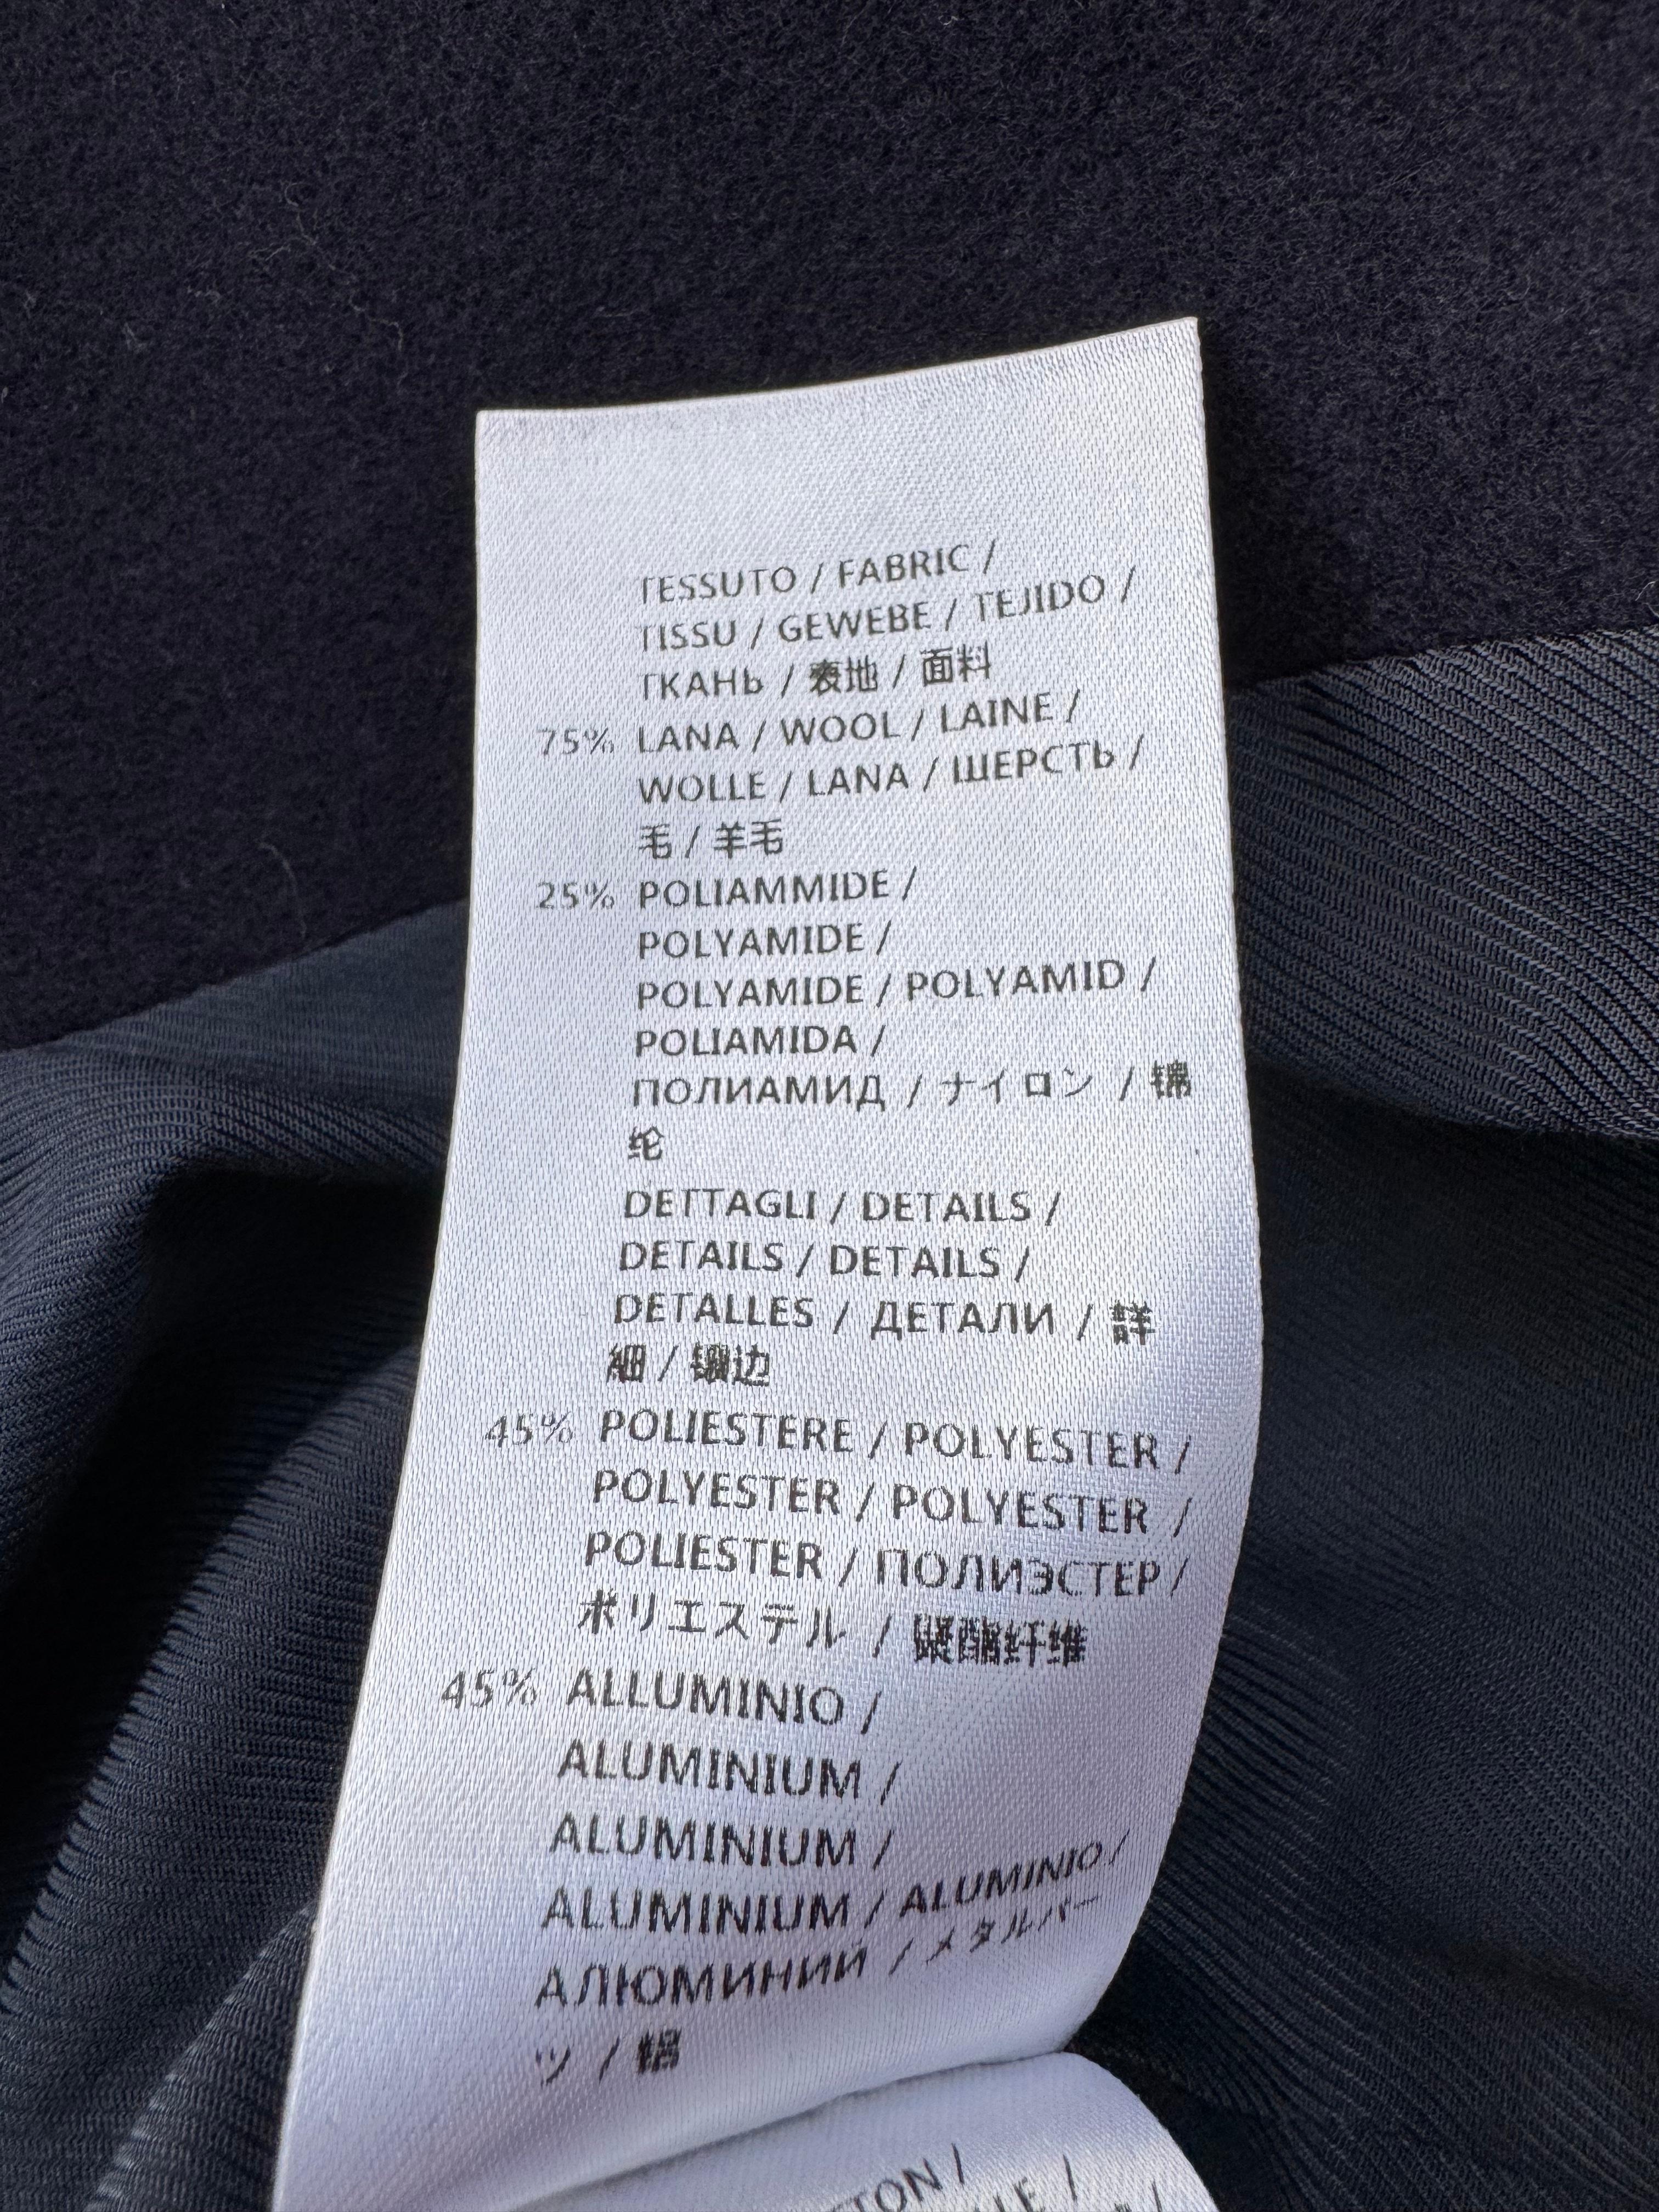 TESSUTO / FABRIC /
TISSU / GEWEBE / TEJIDO /
ТКАНЬ / 表地 / 面料
75% LANA / WOOL / LAINE /
WOLLE / LANA / ШЕРСТЬ /
毛 / 羊毛
25% POLIAMMIDE /
POLYAMIDE /
POLYAMIDE / POLYAMID /
POLIAMIDA /
ПОЛИАМИД / ナイロン / 锦
纶
DETTAGLI / DETAILS /
DETAILS / DETAILS /
DETALLES / ДЕТАЛИ / 詳
細 / 镶边
45% POLIESTERE / POLYESTER /
POLYESTER / POLYESTER /
POLIESTER / ПОЛИЭСТЕР /
ポリエステル / 聚酯纤维
45% ALLUMINIO /
ALUMINIUM /
ALUMINIUM /
ALUMINIUM / ALUMINIO /
АЛЮМИНИЙ / メタルパー
ツ / 铝